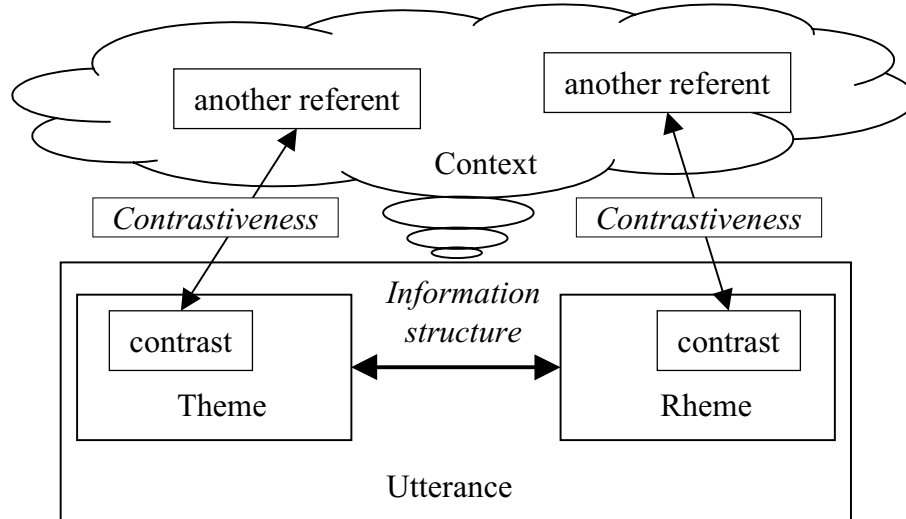 another referent
another referent
Context
Contrastiveness
Contrastiveness
Information
structure
contrast
contrast
Theme
Rheme
Utterance